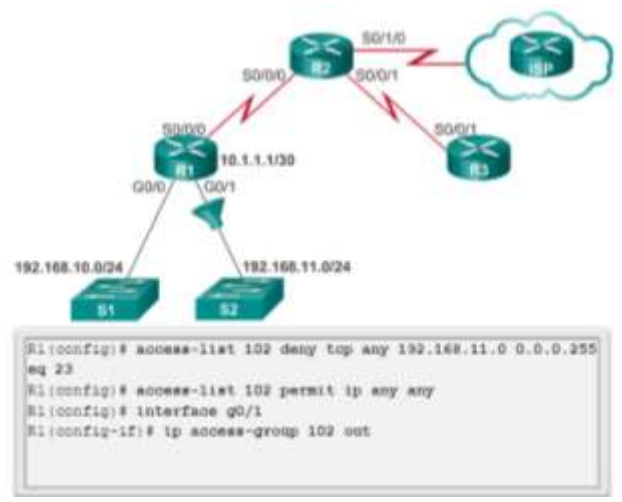 S0/1/0
R2
ISP
S0/0/0
S0/0/1
S0/0/0
S0/0/1
R1
10.1.1.1/30
R3
G0/0
G0/1
192.168.10.0/24
192.168.11.0/24
S1
S2
R1(config)# access-list 102 deny tcp any 192.168.11.0 0.0.0.255
eq 23
R1(config)# access-list 102 permit ip any any
R1(config)# interface g0/1
R1(config-if)# ip access-group 102 out